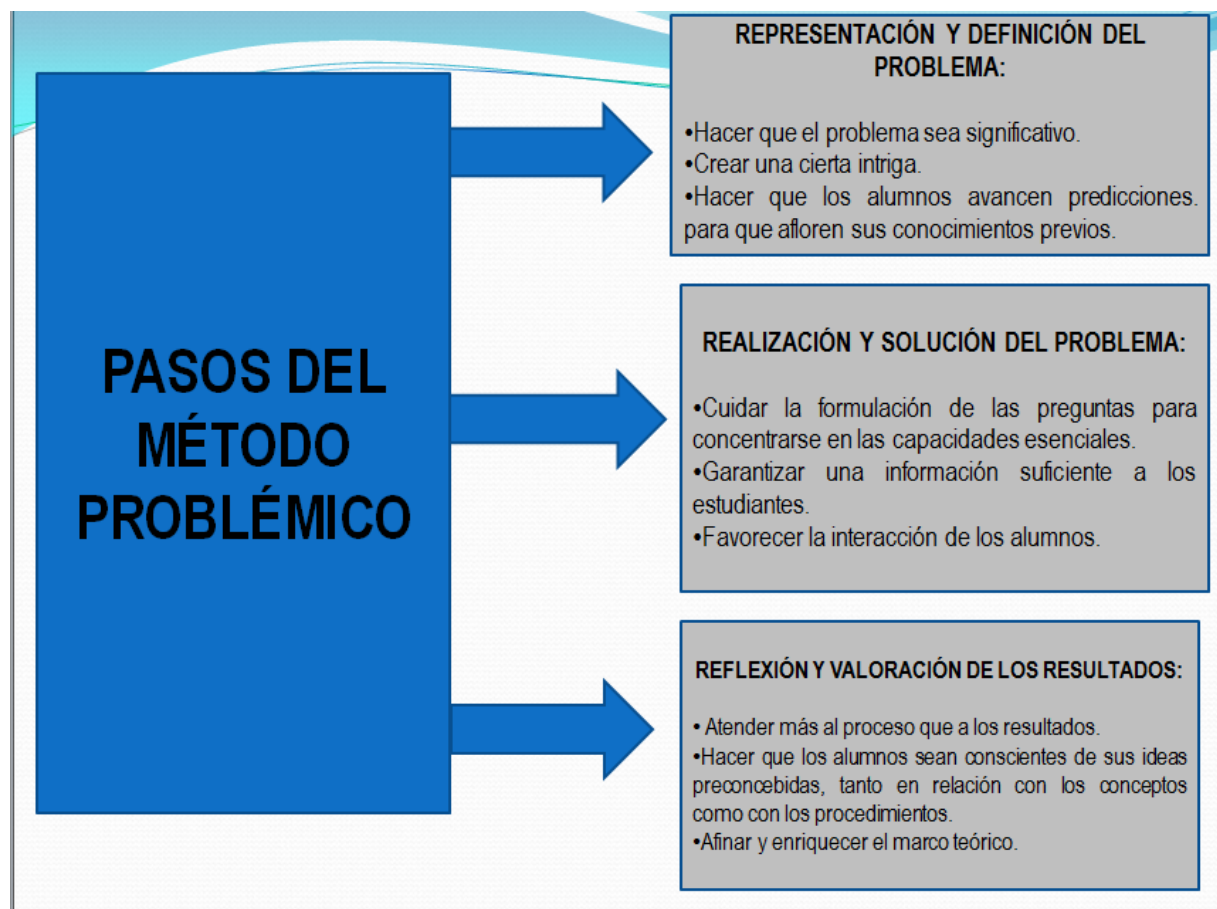 PASOS DEL
MÉTODO
PROBLÉMICO
REPRESENTACIÓN Y DEFINICIÓN DEL
PROBLEMA:
•Hacer que el problema sea significativo.
•Crear una cierta intriga.
•Hacer que los alumnos avancen predicciones.
para que afloren sus conocimientos previos.
REALIZACIÓN Y SOLUCIÓN DEL PROBLEMA:
•Cuidar la formulación de las preguntas para
concentrarse en las capacidades esenciales.
•Garantizar una información suficiente a los
estudiantes.
•Favorecer la interacción de los alumnos.
REFLEXIÓN Y VALORACIÓN DE LOS RESULTADOS:
• Atender más al proceso que a los resultados.
•Hacer que los alumnos sean conscientes de sus ideas
preconcebidas, tanto en relación con los conceptos
como con los procedimientos.
•Afinar y enriquecer el marco teórico.